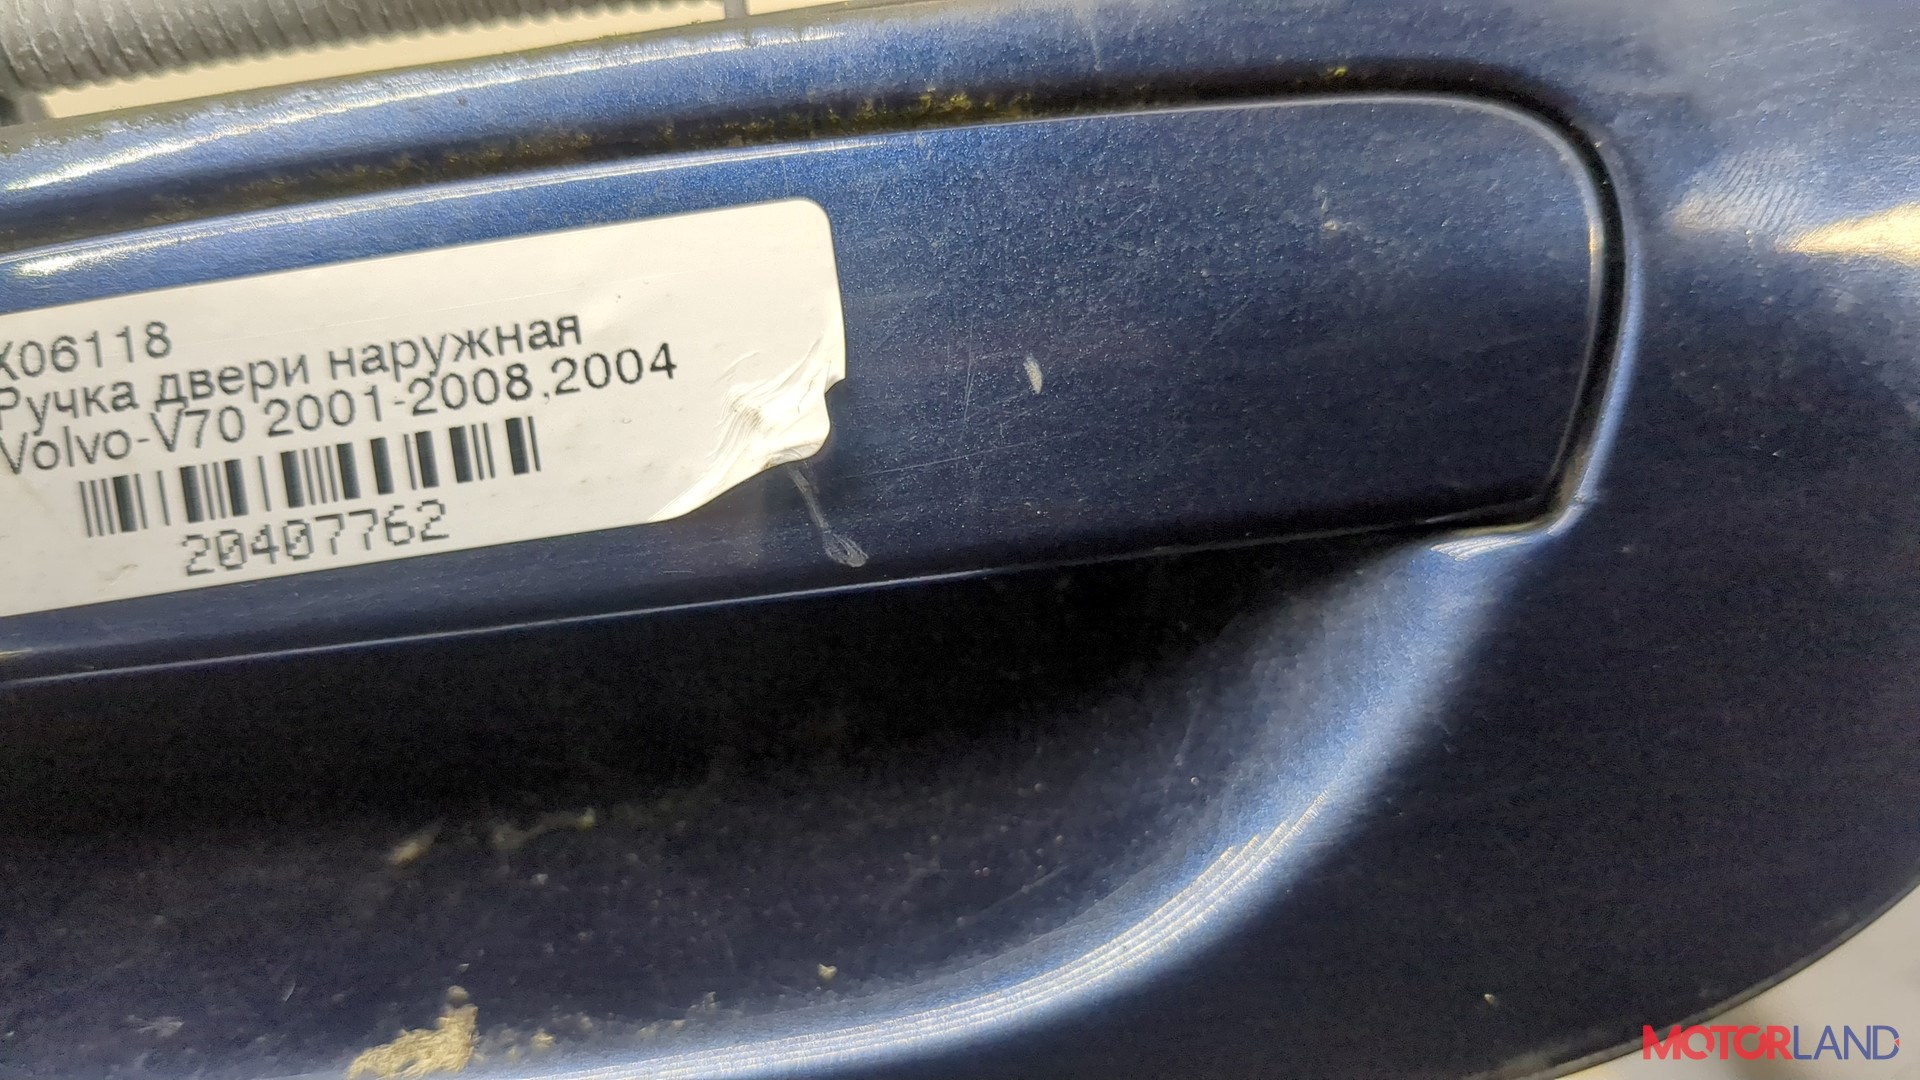 X06118
Ручка двери наружная
Volvo-V70 2001-2008,2004
20407762
MOTORLAND